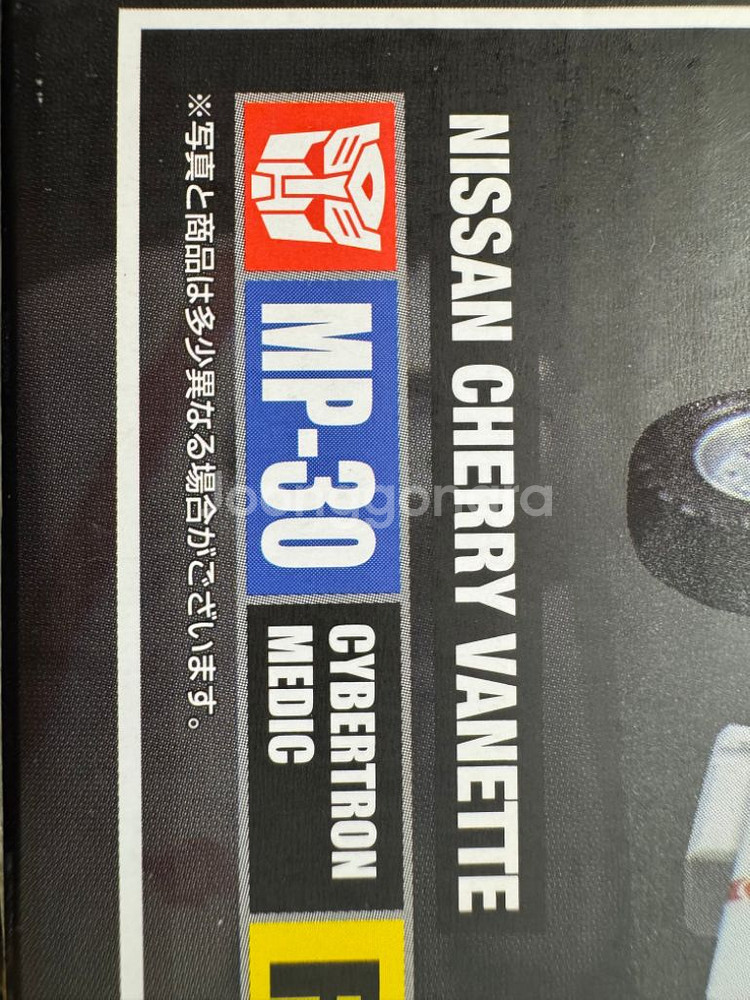 NISSAN CHERRY VANETTE
MP-30
CYBERTRON
MEDIC
※写真と商品は多少異なる場合がございます。
joonggonara